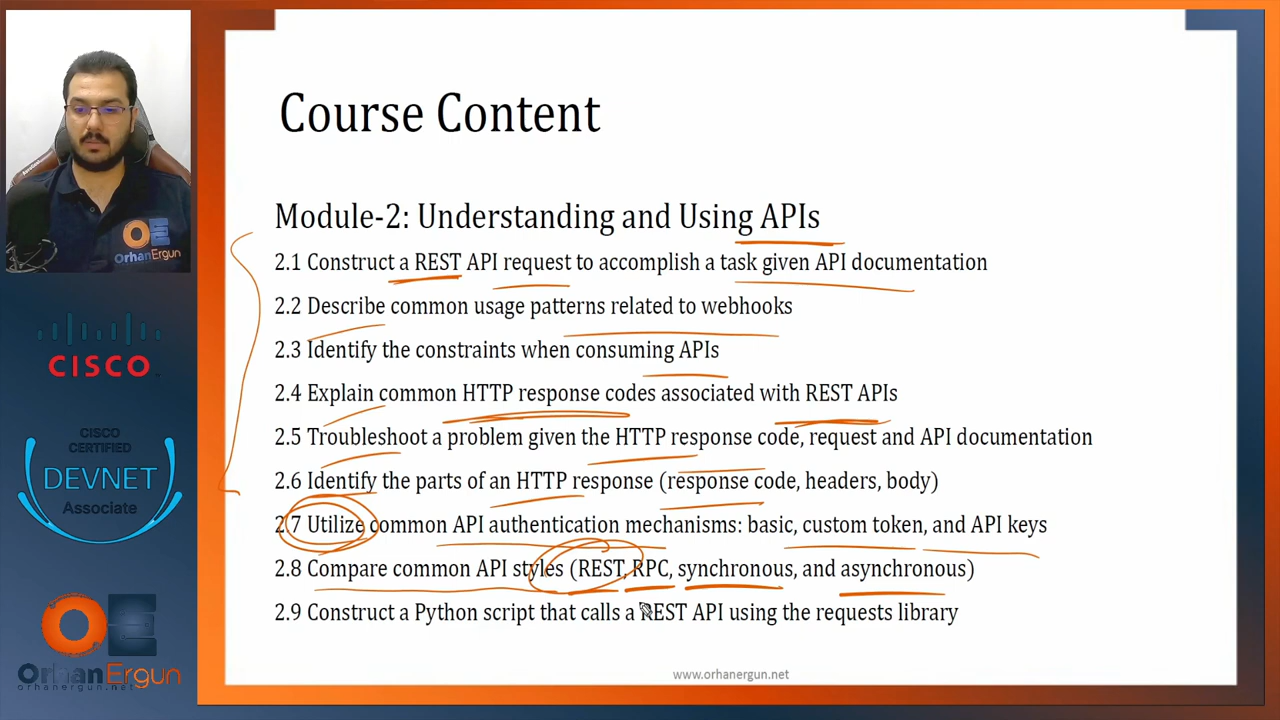 Course Content
Module-2: Understanding and Using APIs
2.1 Construct a REST API request to accomplish a task given API documentation
2.2 Describe common usage patterns related to webhooks
2.3 Identify the constraints when consuming APIs
2.4 Explain common HTTP response codes associated with REST APIs
2.5 Troubleshoot a problem given the HTTP response code, request and API documentation
2.6 Identify the parts of an HTTP response (response code, headers, body)
2.7 Utilize common API authentication mechanisms: basic, custom token, and API keys
2.8 Compare common API styles (REST, RPC, synchronous, and asynchronous)
2.9 Construct a Python script that calls a REST API using the requests library
www.orhanergun.net
OE
OrhanErgun
CISCO
CISCO
CERTIFIED
DEVNET
Associate
OE
OrhanErgun
orhanergun.net